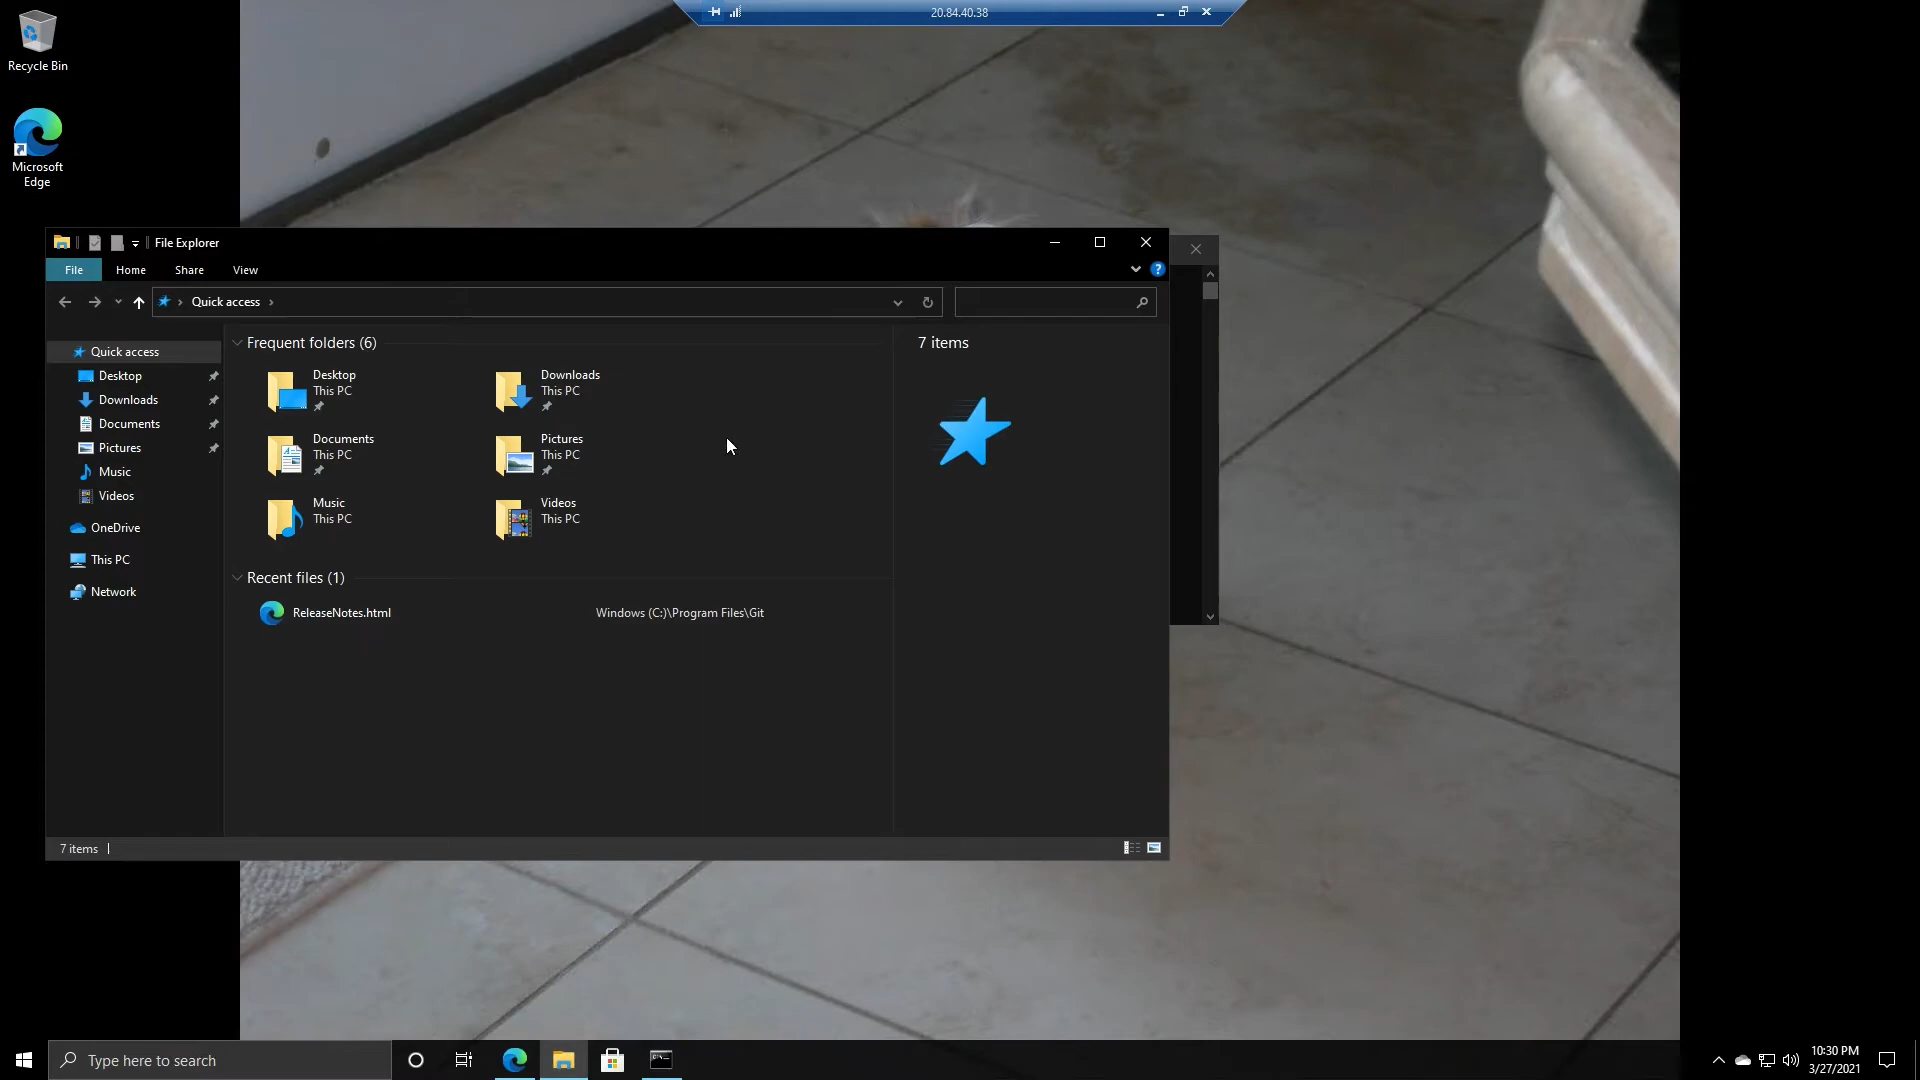 20.84.40.38
Recycle Bin
Microsoft
Edge
File Explorer
File
Home
Share
View
?
Quick access
Quick access
Desktop
Downloads
Documents
Pictures
Music
Videos
OneDrive
This PC
Network
Frequent folders (6)
Desktop
This PC
Downloads
This PC
Documents
This PC
Pictures
This PC
Music
This PC
Videos
This PC
Recent files (1)
ReleaseNotes.html
Windows (C:)\Program Files\Git
7 items
7 items
Type here to search
10:30 PM
3/27/2021